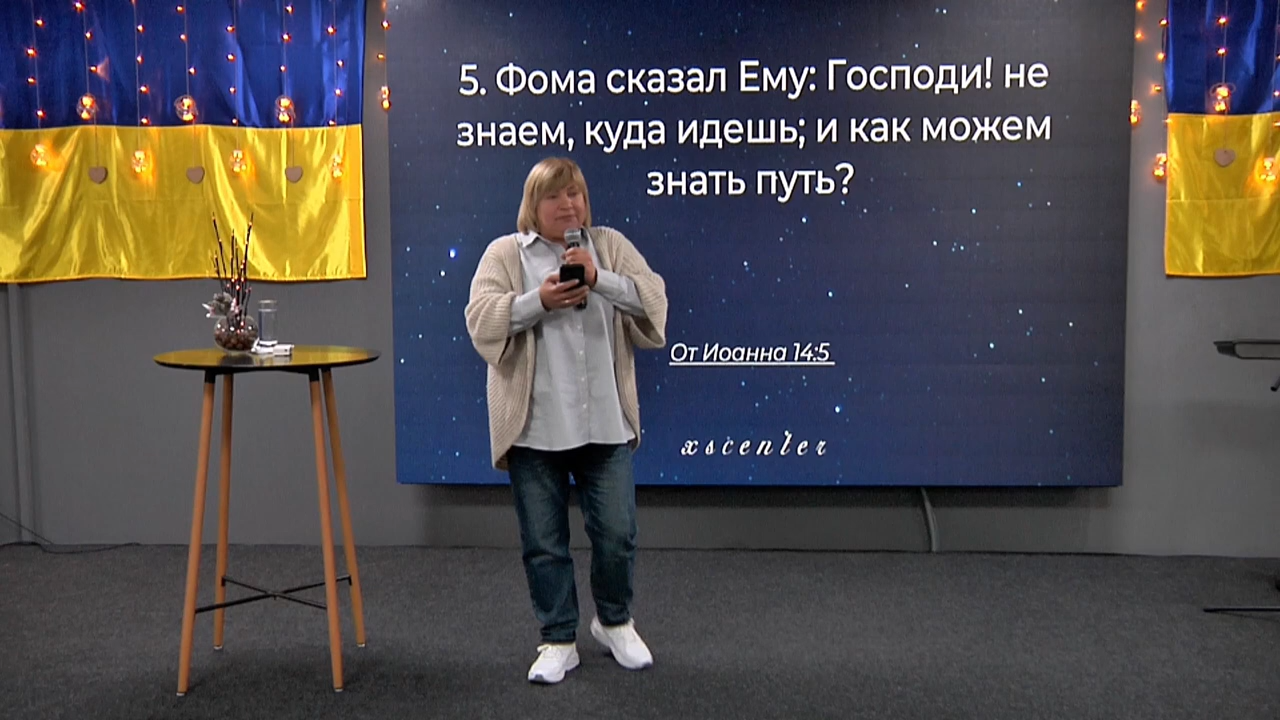 5. Фома сказал Ему: Господи! не
знаем, куда идешь; и как можем
знать путь?
От Иоанна 14:5
xscenter